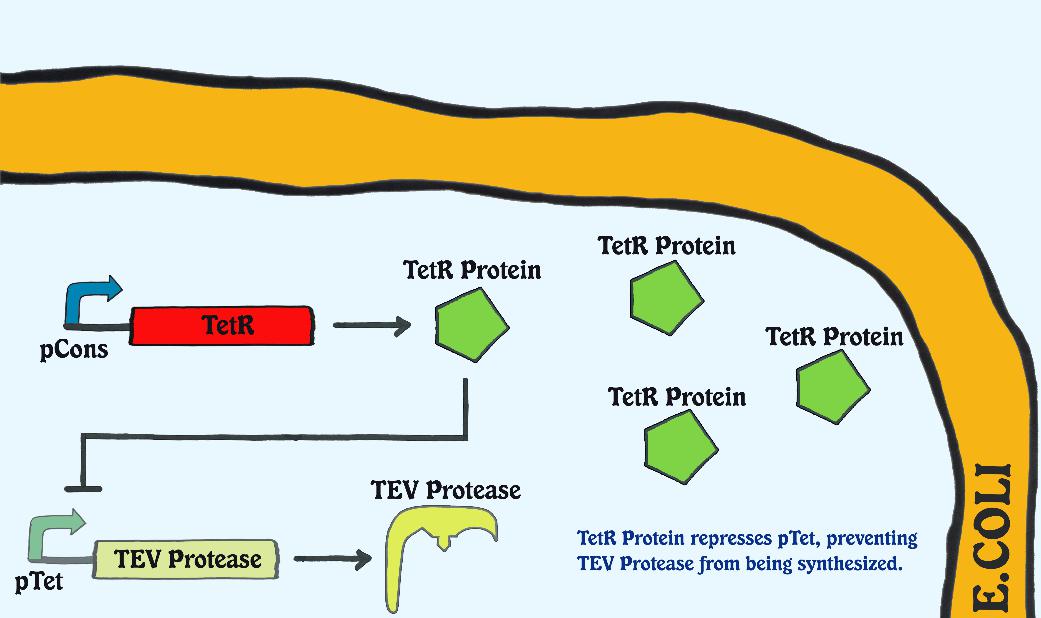 TetR Protein
TetR Protein
TetR
pCons
TetR Protein
TetR Protein
TEV Protease
TEV Protease
pTet
TetR Protein represses pTet, preventing
TEV Protease from being synthesized.
E.COLI